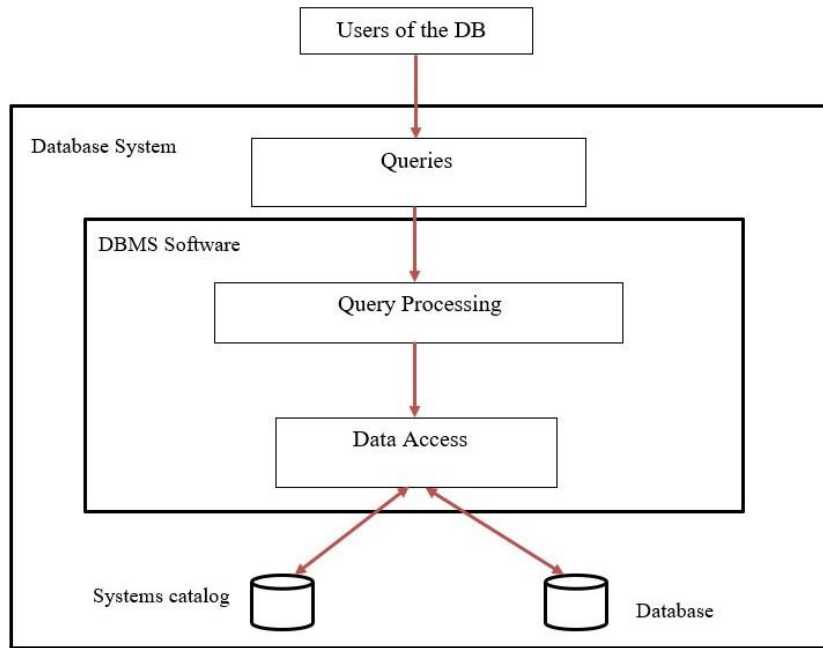 Users of the DB
Database System
Queries
DBMS Software
Query Processing
Data Access
Systems catalog
Database